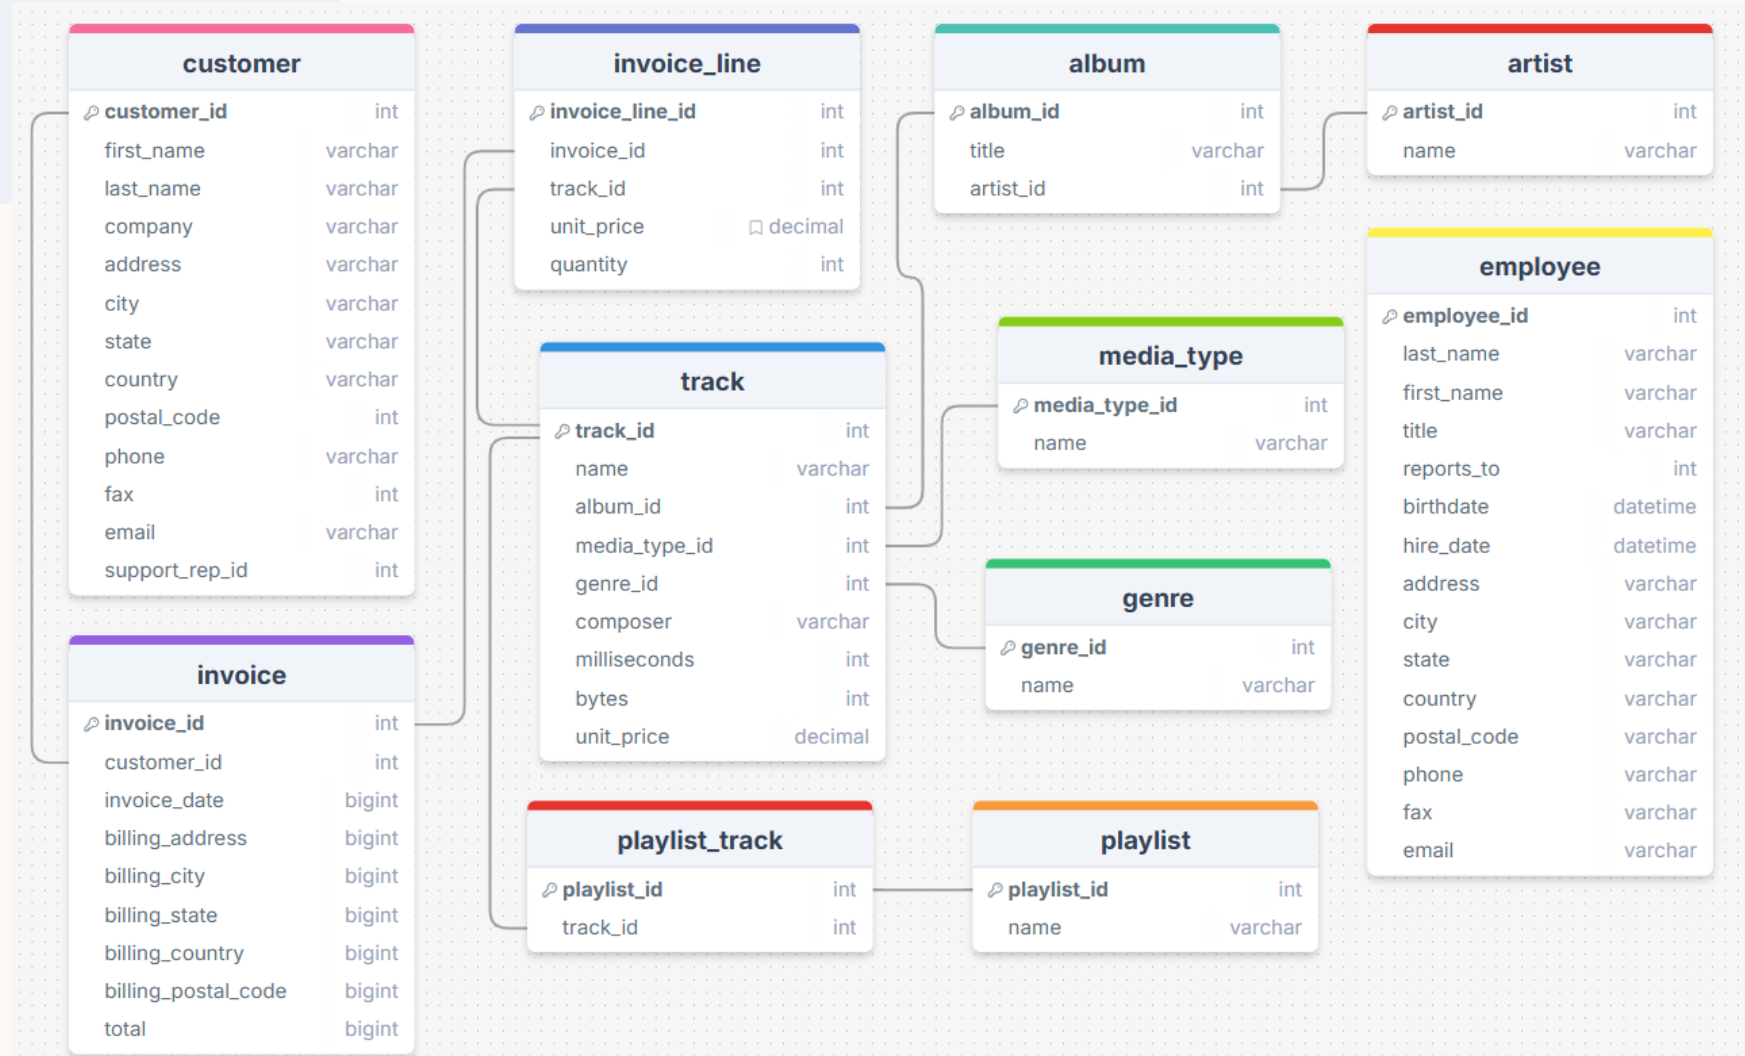 customer
customer_id int
first_name varchar
last_name varchar
company varchar
address varchar
city varchar
state varchar
country varchar
postal_code int
phone varchar
fax int
email varchar
support_rep_id int
invoice
invoice_id int
customer_id int
invoice_date bigint
billing_address bigint
billing_city bigint
billing_state bigint
billing_country bigint
billing_postal_code bigint
total bigint
invoice_line
invoice_line_id int
invoice_id int
track_id int
unit_price decimal
quantity int
track
track_id int
name varchar
album_id int
media_type_id int
genre_id int
composer varchar
milliseconds int
bytes int
unit_price decimal
playlist_track
playlist_id int
track_id int
album
album_id int
title varchar
artist_id int
media_type
media_type_id int
name varchar
genre
genre_id int
name varchar
playlist
playlist_id int
name varchar
artist
artist_id int
name varchar
employee
employee_id int
last_name varchar
first_name varchar
title varchar
reports_to int
birthdate datetime
hire_date datetime
address varchar
city varchar
state varchar
country varchar
postal_code varchar
phone varchar
fax varchar
email varchar